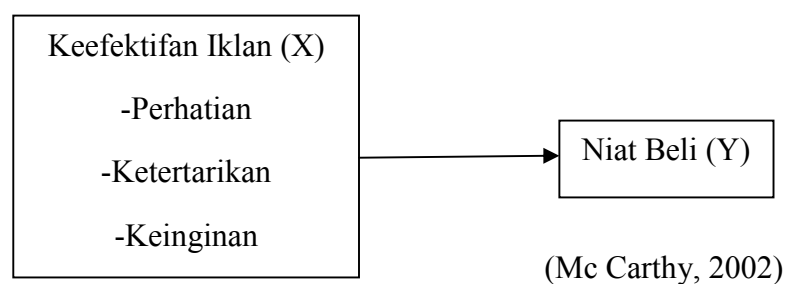 Keefektifan Iklan (X)
-Perhatian
-Ketertarikan
-Keinginan
Niat Beli (Y)
(Mc Carthy, 2002)